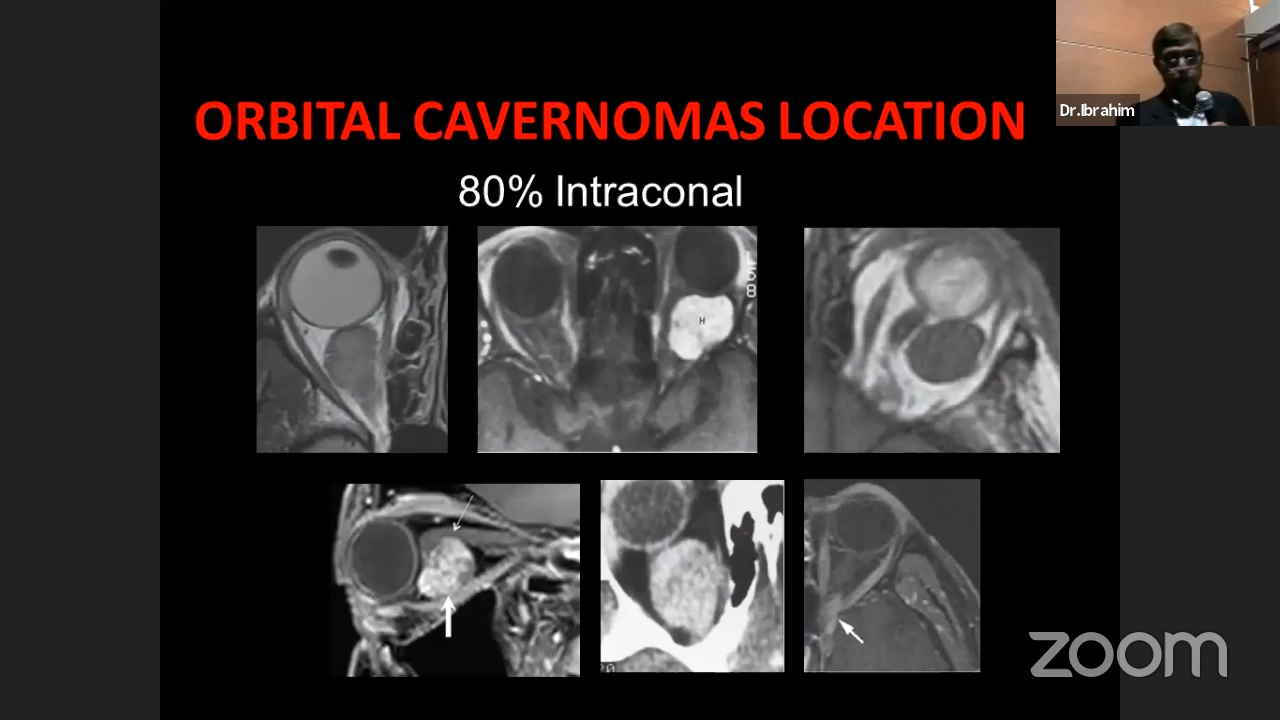 ORBITAL CAVERNOMAS LOCATION
Dr.Ibrahim
80% Intraconal
H
zoom